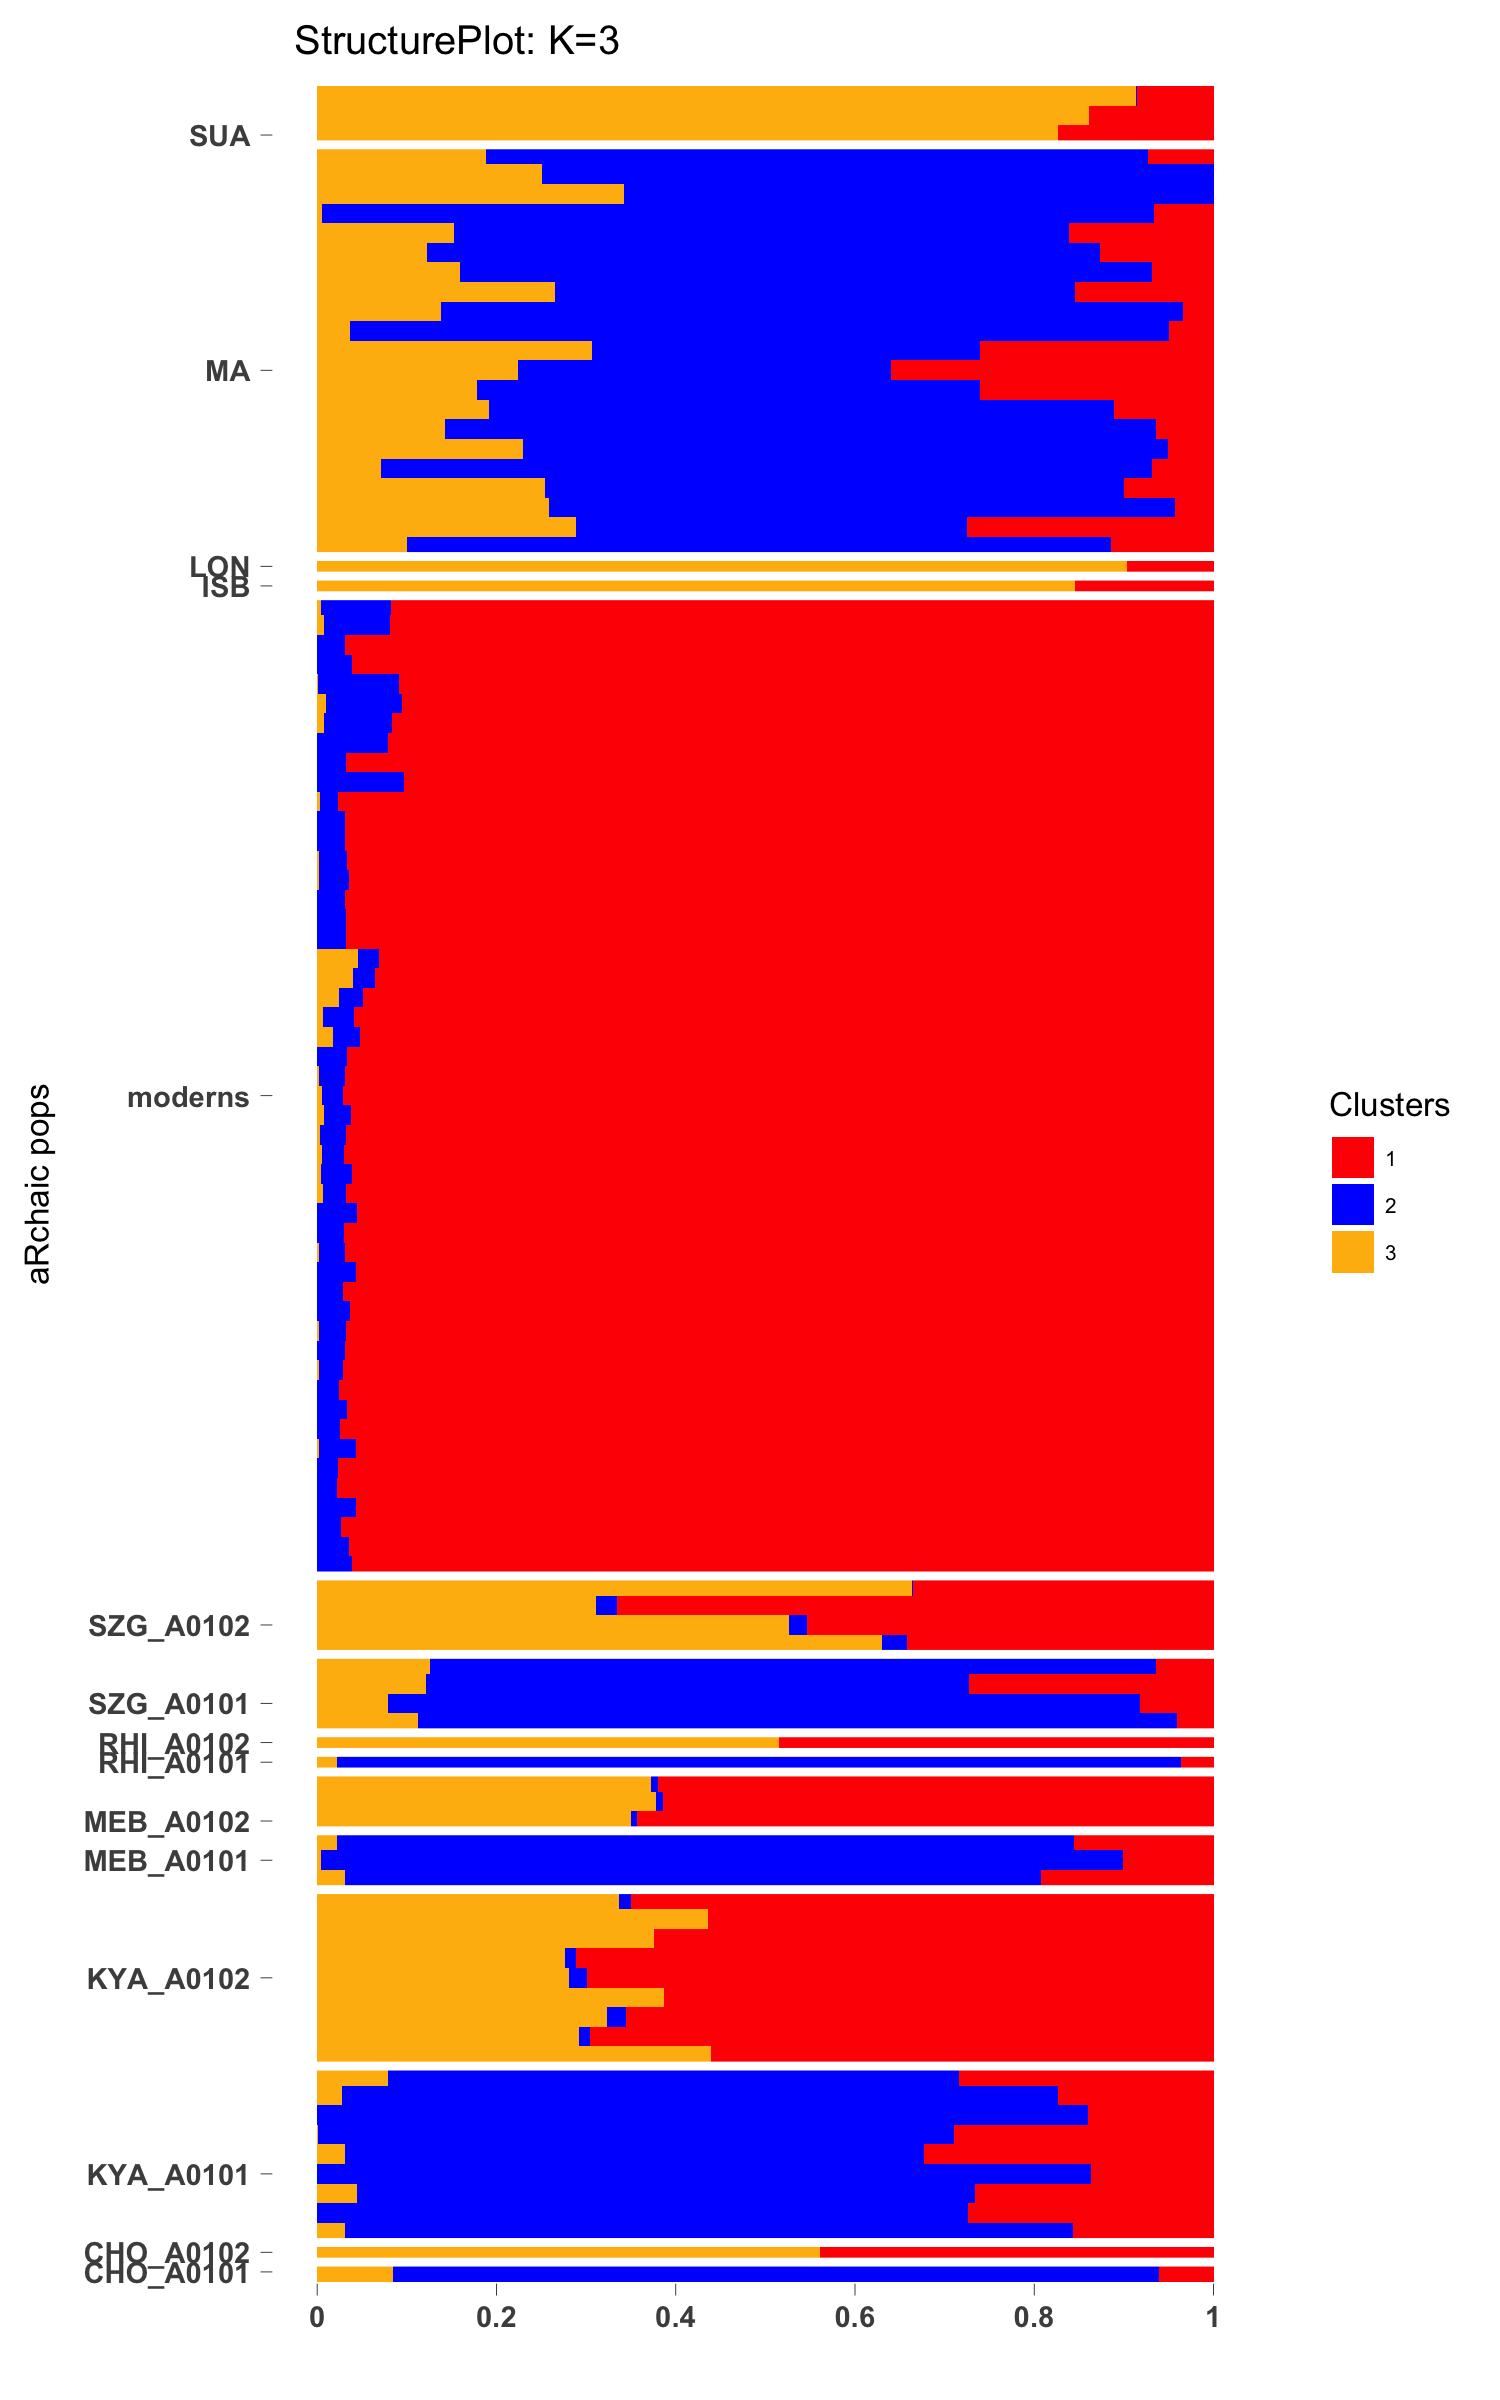 StructurePlot: K=3
SUA
MA
LON
ISB
moderns
SZG_A0102
SZG_A0101
RHI_A0102
RHI_A0101
MEB_A0102
MEB_A0101
KYA_A0102
KYA_A0101
CHO_A0102
CHO_A0101
aRchaic pops
0 0.2 0.4 0.6 0.8 1
Clusters
1
2
3